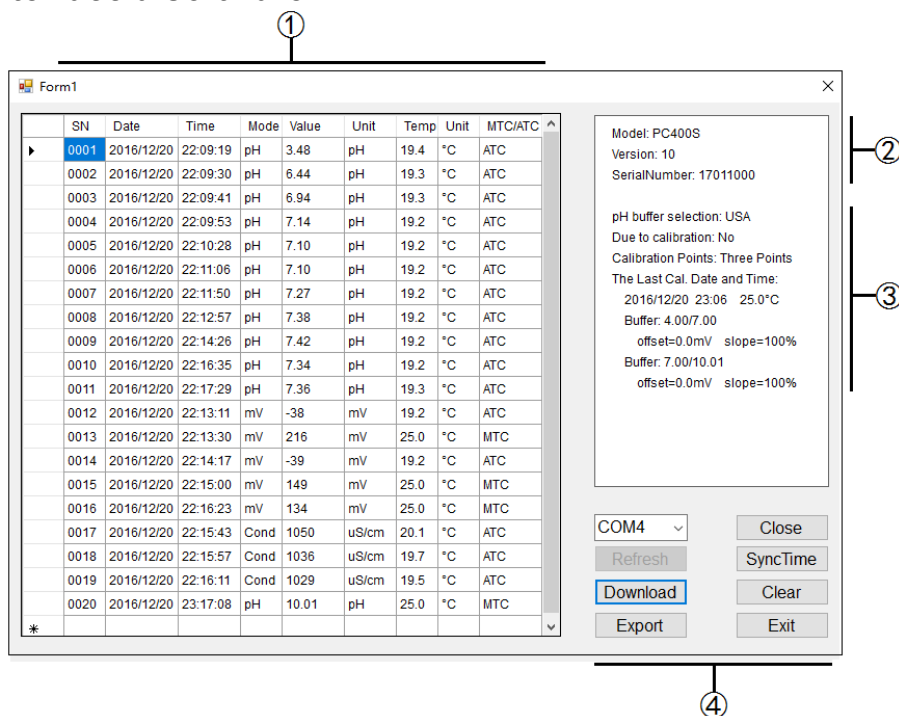 ①
Form1
SN Date Time Mode Value Unit Temp Unit MTC/ATC
0001 2016/12/20 22:09:19 pH 3.48 pH 19.4 °C ATC
0002 2016/12/20 22:09:30 pH 6.44 pH 19.3 °C ATC
0003 2016/12/20 22:09:41 pH 6.94 pH 19.3 °C ATC
0004 2016/12/20 22:09:53 pH 7.14 pH 19.2 °C ATC
0005 2016/12/20 22:10:28 pH 7.10 pH 19.2 °C ATC
0006 2016/12/20 22:11:06 pH 7.10 pH 19.2 °C ATC
0007 2016/12/20 22:11:50 pH 7.27 pH 19.2 °C ATC
0008 2016/12/20 22:12:57 pH 7.38 pH 19.2 °C ATC
0009 2016/12/20 22:14:26 pH 7.42 pH 19.2 °C ATC
0010 2016/12/20 22:16:35 pH 7.34 pH 19.2 °C ATC
0011 2016/12/20 22:17:29 pH 7.36 pH 19.3 °C ATC
0012 2016/12/20 22:13:11 mV -38 mV 19.2 °C ATC
0013 2016/12/20 22:13:30 mV 216 mV 25.0 °C MTC
0014 2016/12/20 22:14:17 mV -39 mV 19.2 °C ATC
0015 2016/12/20 22:15:00 mV 149 mV 25.0 °C MTC
0016 2016/12/20 22:16:23 mV 134 mV 25.0 °C MTC
0017 2016/12/20 22:15:43 Cond 1050 uS/cm 20.1 °C ATC
0018 2016/12/20 22:15:57 Cond 1036 uS/cm 19.7 °C ATC
0019 2016/12/20 22:16:11 Cond 1029 uS/cm 19.5 °C ATC
0020 2016/12/20 23:17:08 pH 10.01 pH 25.0 °C MTC
Model: PC400S
Version: 10
SerialNumber: 17011000
②
pH buffer selection: USA
Due to calibration: No
Calibration Points: Three Points
The Last Cal. Date and Time:
2016/12/20 23:06 25.0°C
Buffer: 4.00/7.00
offset=0.0mV slope=100%
Buffer: 7.00/10.01
offset=0.0mV slope=100%
③
COM4 Close
Refresh SyncTime
Download Clear
Export Exit
④